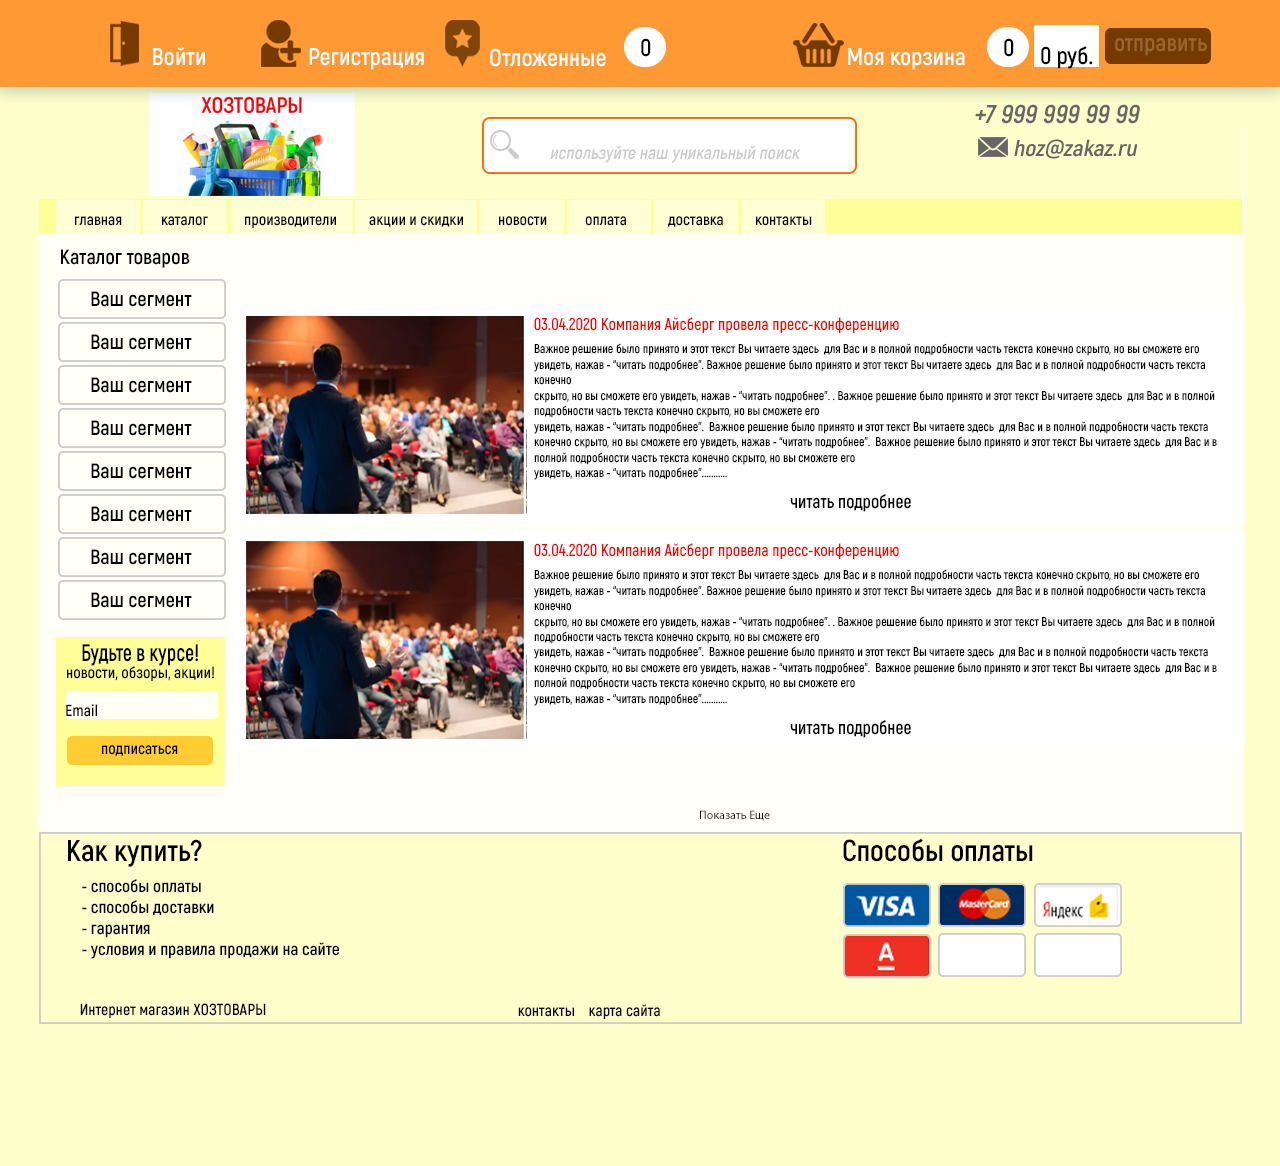 Войти
Регистрация
Отложенные
0
Моя корзина
0
0 руб.
отправить
ХОЗТОВАРЫ
используйте наш уникальный поиск
+7 999 999 99 99
hoz@zakaz.ru
главная
каталог
производители
акции и скидки
новости
оплата
доставка
контакты
Каталог товаров
Ваш сегмент
Ваш сегмент
Ваш сегмент
Ваш сегмент
Ваш сегмент
Ваш сегмент
Ваш сегмент
Ваш сегмент
Будьте в курсе!
новости, обзоры, акции!
Email
подписаться
03.04.2020 Компания Айсберг провела пресс-конференцию
Важное решение было принято и этот текст Вы читаете здесь  для Вас и в полной подробности часть текста конечно скрыто, но вы сможете его
увидеть, нажав - “читать подробнее”. Важное решение было принято и этот текст Вы читаете здесь  для Вас и в полной подробности часть текста
конечно
скрыто, но вы сможете его увидеть, нажав - “читать подробнее”. . Важное решение было принято и этот текст Вы читаете здесь  для Вас и в полной
подробности часть текста конечно скрыто, но вы сможете его
увидеть, нажав - “читать подробнее”.  Важное решение было принято и этот текст Вы читаете здесь  для Вас и в полной подробности часть текста
конечно скрыто, но вы сможете его увидеть, нажав - “читать подробнее”.  Важное решение было принято и этот текст Вы читаете здесь  для Вас и в
полной подробности часть текста конечно скрыто, но вы сможете его
увидеть, нажав - “читать подробнее”...........
читать подробнее
03.04.2020 Компания Айсберг провела пресс-конференцию
Важное решение было принято и этот текст Вы читаете здесь  для Вас и в полной подробности часть текста конечно скрыто, но вы сможете его
увидеть, нажав - “читать подробнее”. Важное решение было принято и этот текст Вы читаете здесь  для Вас и в полной подробности часть текста
конечно
скрыто, но вы сможете его увидеть, нажав - “читать подробнее”. . Важное решение было принято и этот текст Вы читаете здесь  для Вас и в полной
подробности часть текста конечно скрыто, но вы сможете его
увидеть, нажав - “читать подробнее”.  Важное решение было принято и этот текст Вы читаете здесь  для Вас и в полной подробности часть текста
конечно скрыто, но вы сможете его увидеть, нажав - “читать подробнее”.  Важное решение было принято и этот текст Вы читаете здесь  для Вас и в
полной подробности часть текста конечно скрыто, но вы сможете его
увидеть, нажав - “читать подробнее”...........
читать подробнее
Показать Еще
Как купить?
- способы оплаты
- способы доставки
- гарантия
- условия и правила продажи на сайте
Способы оплаты
VISA
MasterCard
Яндекс
А
Интернет магазин ХОЗТОВАРЫ
контакты
карта сайта